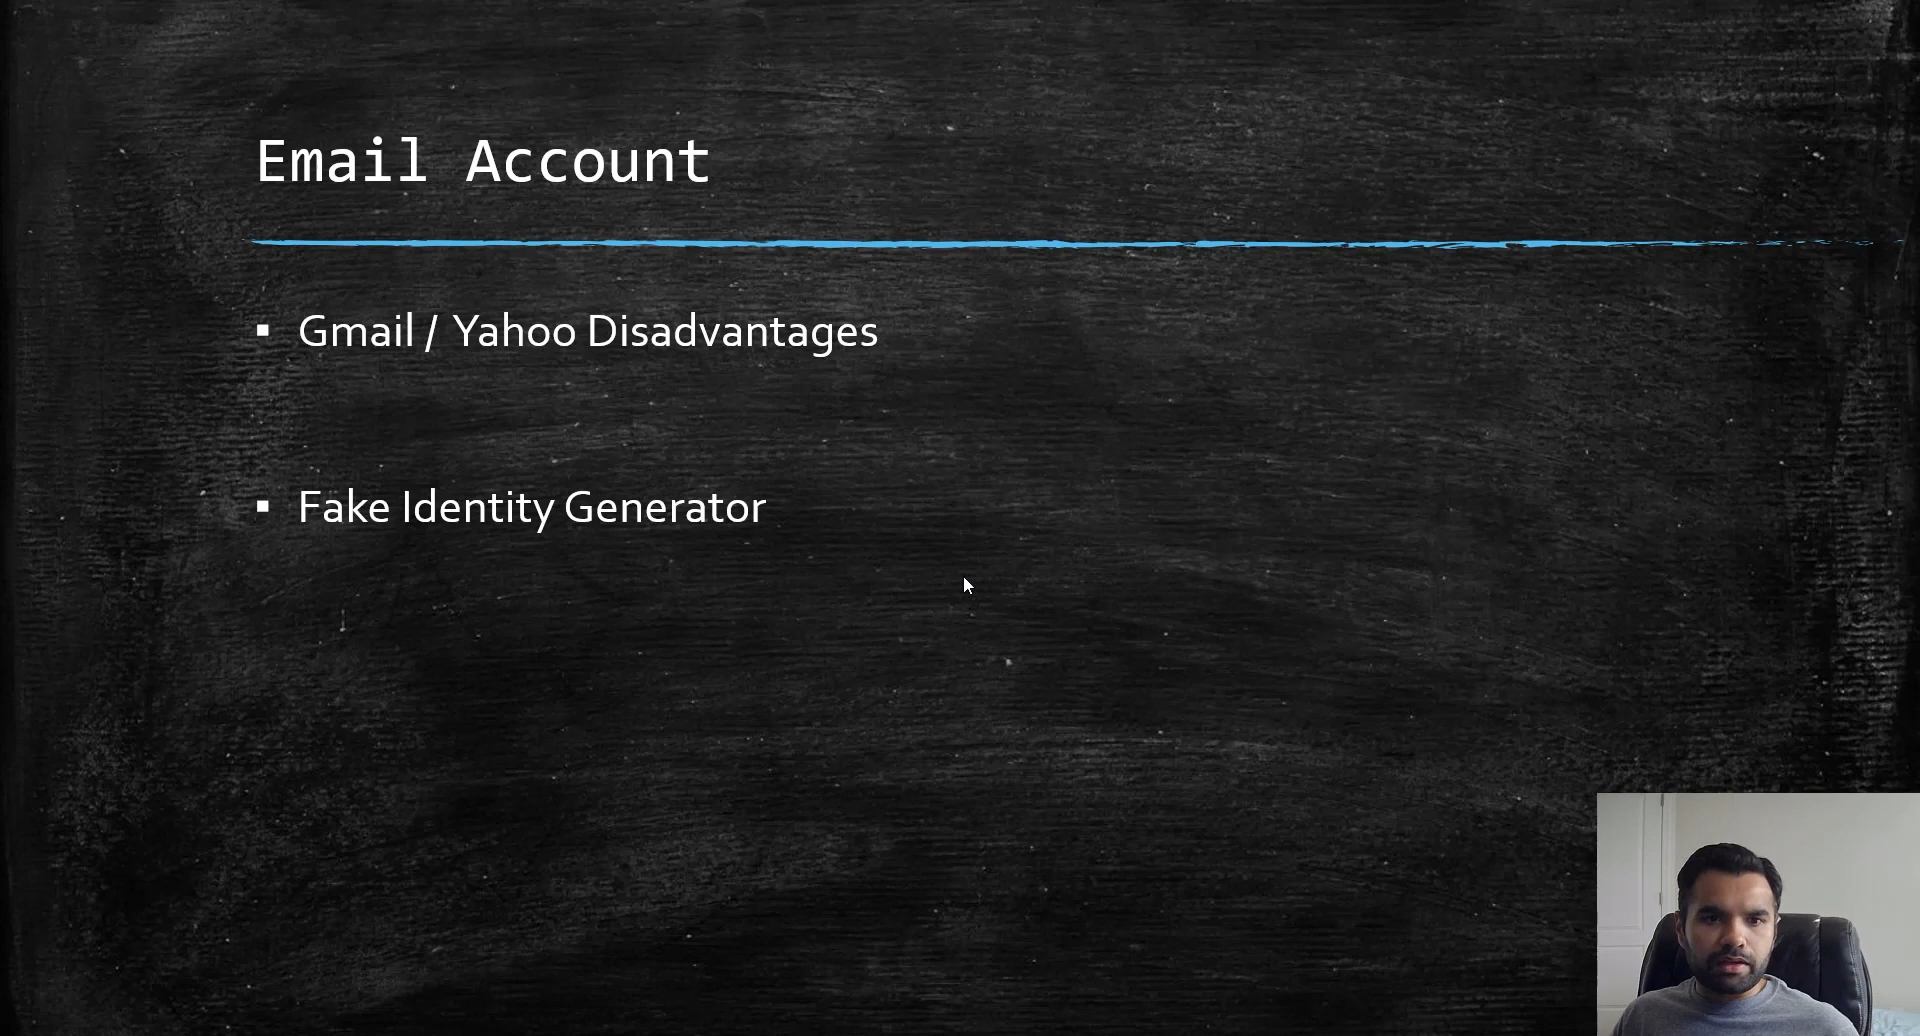 Email Account
Gmail / Yahoo Disadvantages
Fake Identity Generator